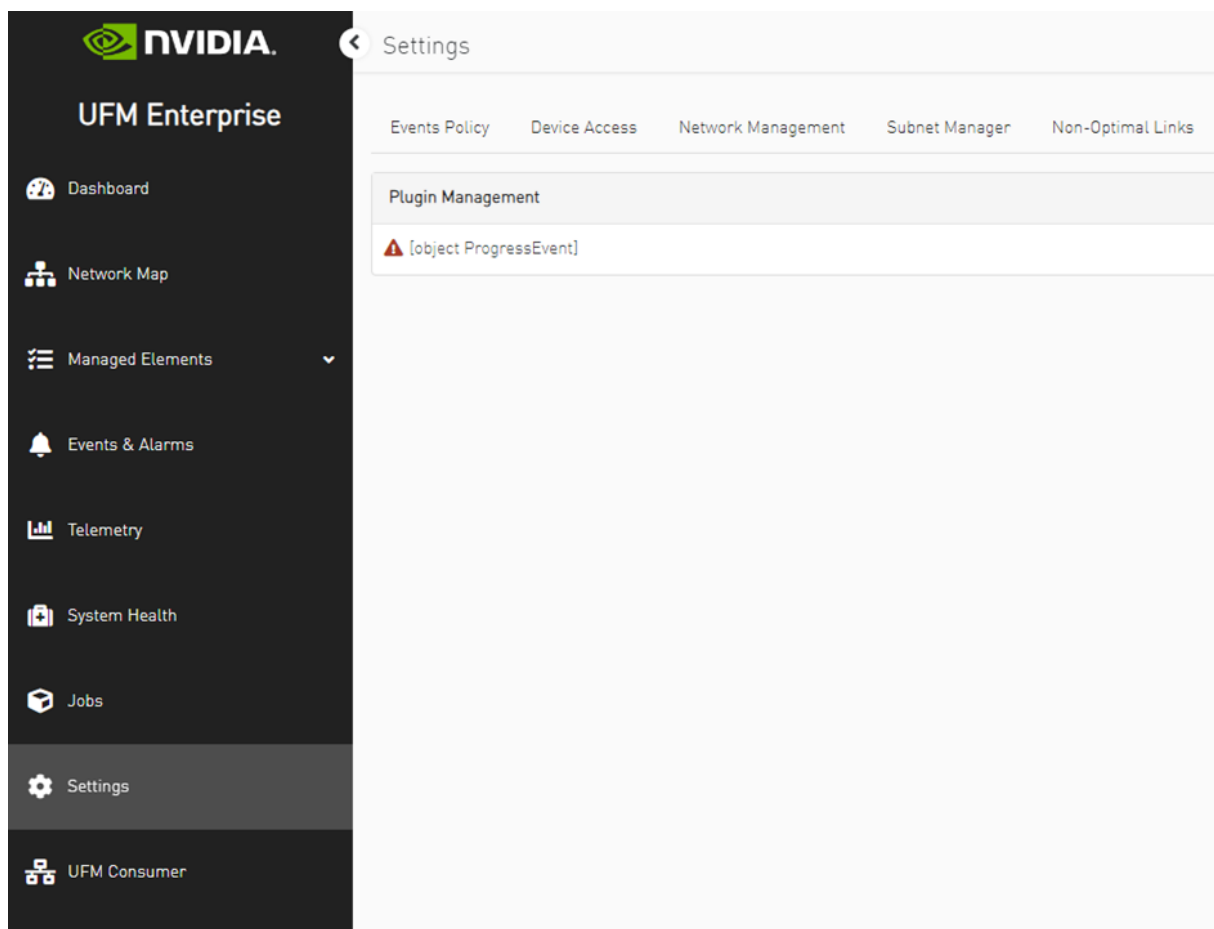 NVIDIA.
UFM Enterprise
Dashboard
Network Map
Managed Elements
Events & Alarms
Telemetry
System Health
Jobs
Settings
UFM Consumer
Settings
Events Policy Device Access Network Management Subnet Manager Non-Optimal Links
Plugin Management
[object ProgressEvent]